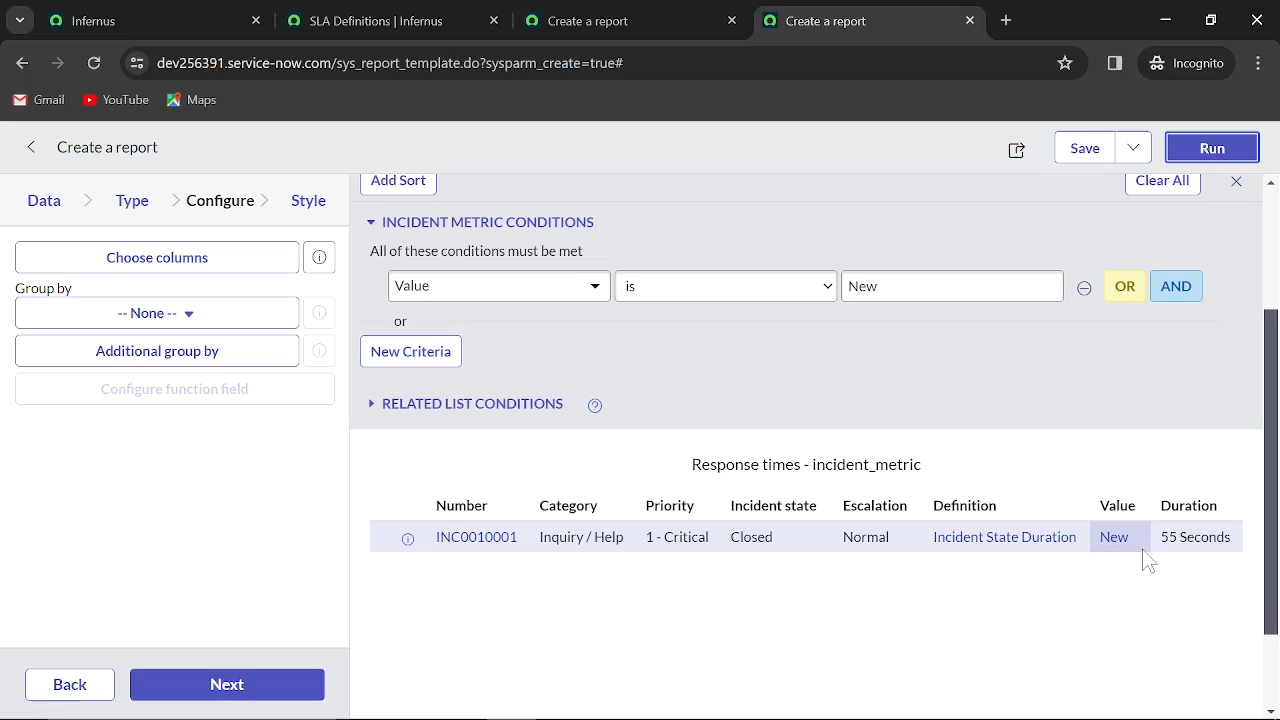 Infernus
SLA Definitions | Infernus
Create a report
Create a report
dev256391.service-now.com/sys_report_template.do?sysparm_create=true#
Incognito
Gmail
YouTube
Maps
Create a report
Save
Run
Data
Type
Configure
Style
Choose columns
Group by
-- None --
Additional group by
Configure function field
Back
Next
Add Sort
Clear All
INCIDENT METRIC CONDITIONS
All of these conditions must be met
Value
is
New
OR
AND
or
New Criteria
RELATED LIST CONDITIONS
Response times - incident_metric
Number Category Priority Incident state Escalation Definition Value Duration
INC0010001 Inquiry / Help 1 - Critical Closed Normal Incident State Duration New 55 Seconds